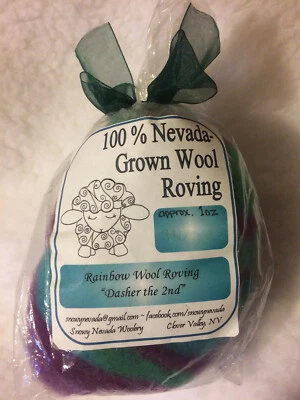 100 % Nevada-
Grown Wool
Roving
approx. 1oz
Rainbow Wool Roving
"Dasher the 2nd"
snowynevada@gmail.com ~ facebook.com/snowynevada
Snowy Nevada Woolery Clover Valley, NV